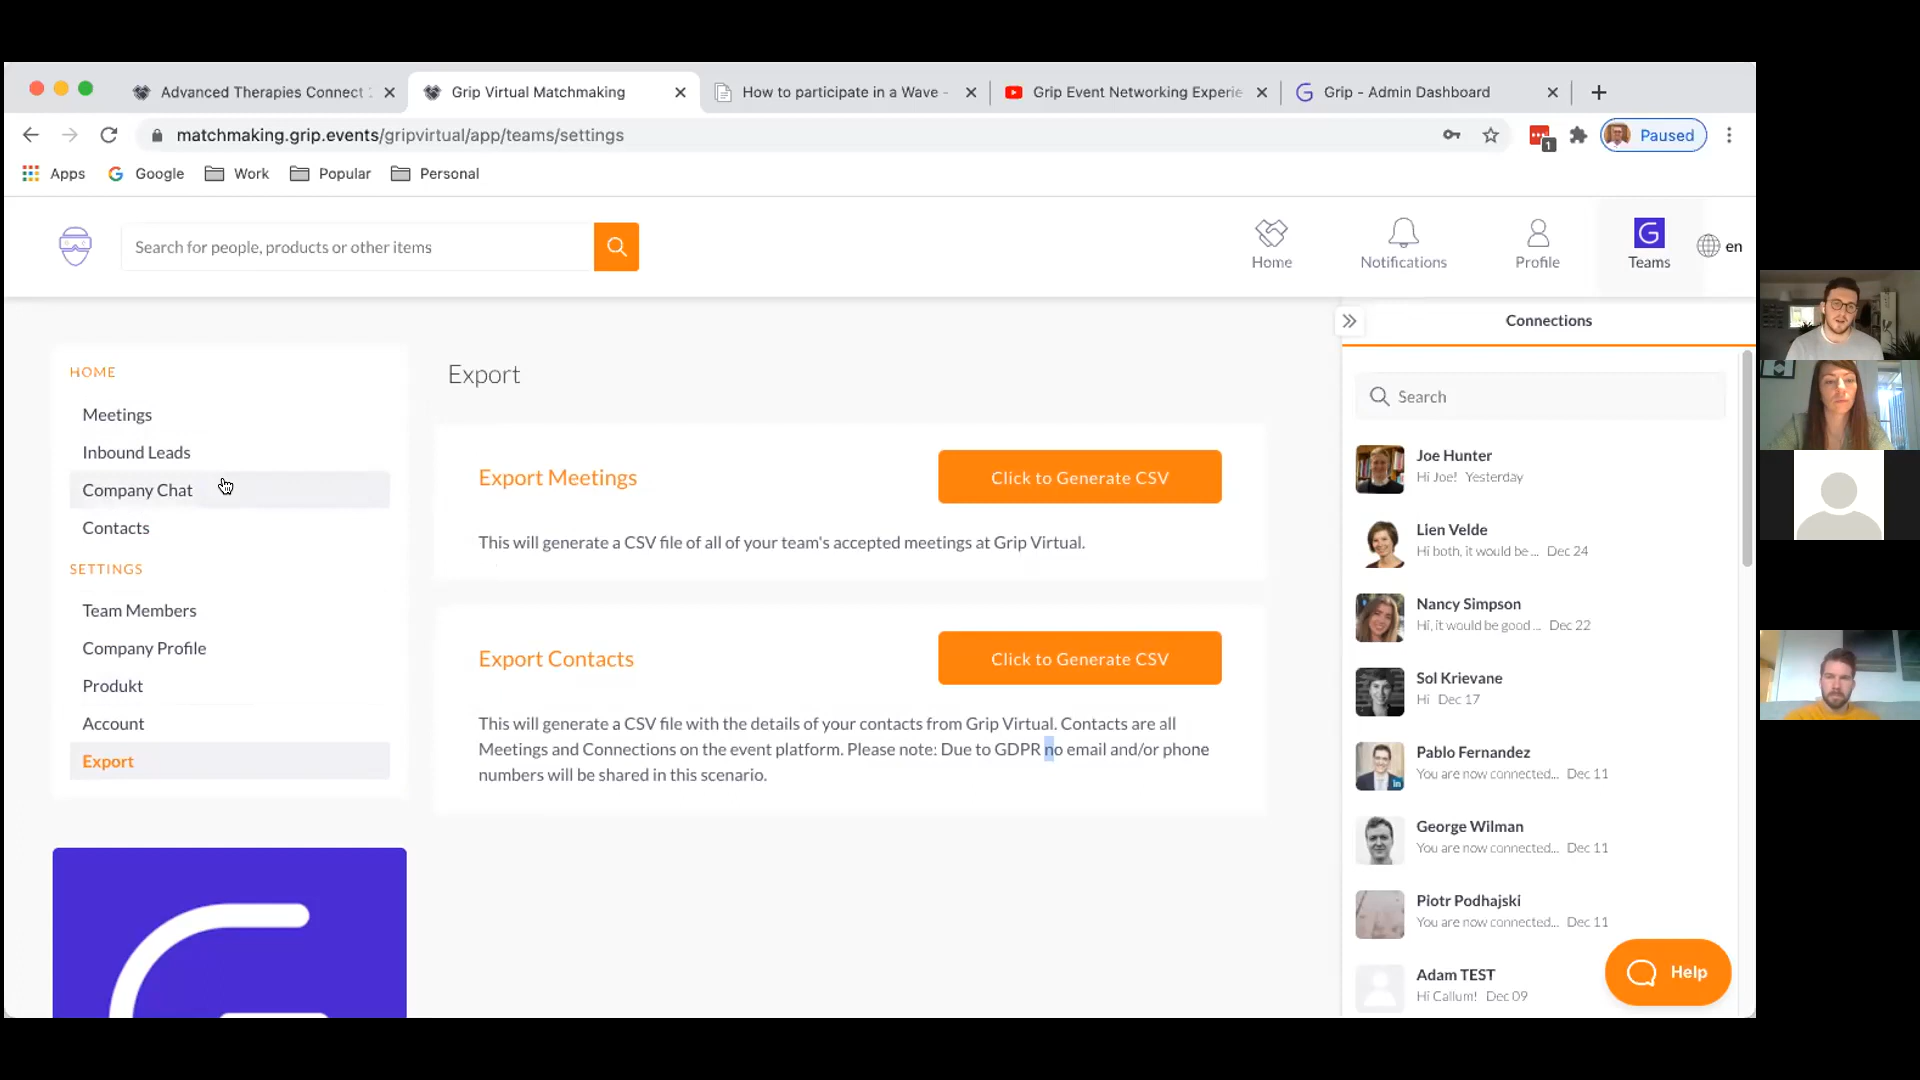 Advanced Therapies Connect
Grip Virtual Matchmaking
How to participate in a Wave -
Grip Event Networking Experie
Grip - Admin Dashboard
matchmaking.grip.events/gripvirtual/app/teams/settings
1
Paused
Apps
Google
Work
Popular
Personal
Search for people, products or other items
Home
Notifications
Profile
G
Teams
en
HOME
Meetings
Inbound Leads
Company Chat
Contacts
SETTINGS
Team Members
Company Profile
Produkt
Account
Export
Export
Export Meetings
Click to Generate CSV
This will generate a CSV file of all of your team's accepted meetings at Grip Virtual.
Export Contacts
Click to Generate CSV
This will generate a CSV file with the details of your contacts from Grip Virtual. Contacts are all
Meetings and Connections on the event platform. Please note: Due to GDPR no email and/or phone
numbers will be shared in this scenario.
Connections
Search
Joe Hunter
Hi Joe! Yesterday
Lien Velde
Hi both, it would be ... Dec 24
Nancy Simpson
Hi, it would be good ... Dec 22
Sol Krievane
Hi Dec 17
Pablo Fernandez
You are now connected... Dec 11
George Wilman
You are now connected... Dec 11
Piotr Podhajski
You are now connected... Dec 11
Adam TEST
Hi Callum! Dec 09
Help